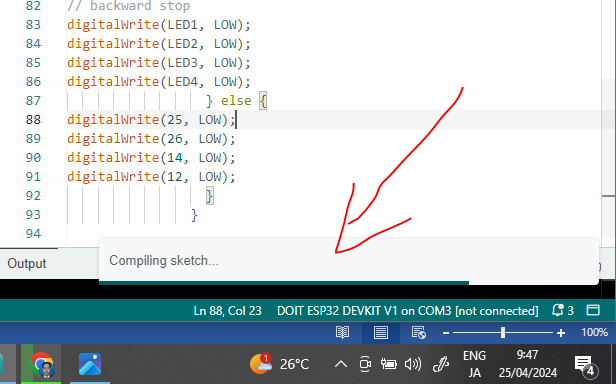 82 // backward stop
83 digitalWrite(LED1, LOW);
84 digitalWrite(LED2, LOW);
85 digitalWrite(LED3, LOW);
86 digitalWrite(LED4, LOW);
87 } else {
88 digitalWrite(25, LOW);
89 digitalWrite(26, LOW);
90 digitalWrite(14, LOW);
91 digitalWrite(12, LOW);
92 }
93 }
94
Output
Compiling sketch...
Ln 88, Col 23 DOIT ESP32 DEVKIT V1 on COM3 [not connected] 3
100%
1 26°C ENG 9:47
JA 25/04/2024 4